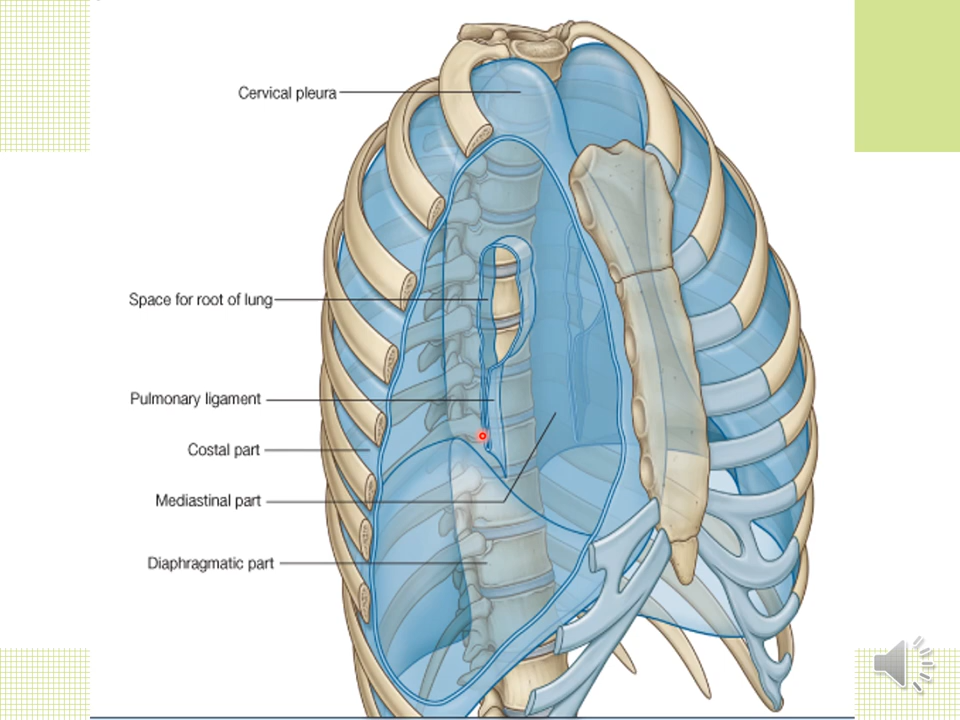 Cervical pleura
Space for root of lung
Pulmonary ligament
Costal part
Mediastinal part
Diaphragmatic part